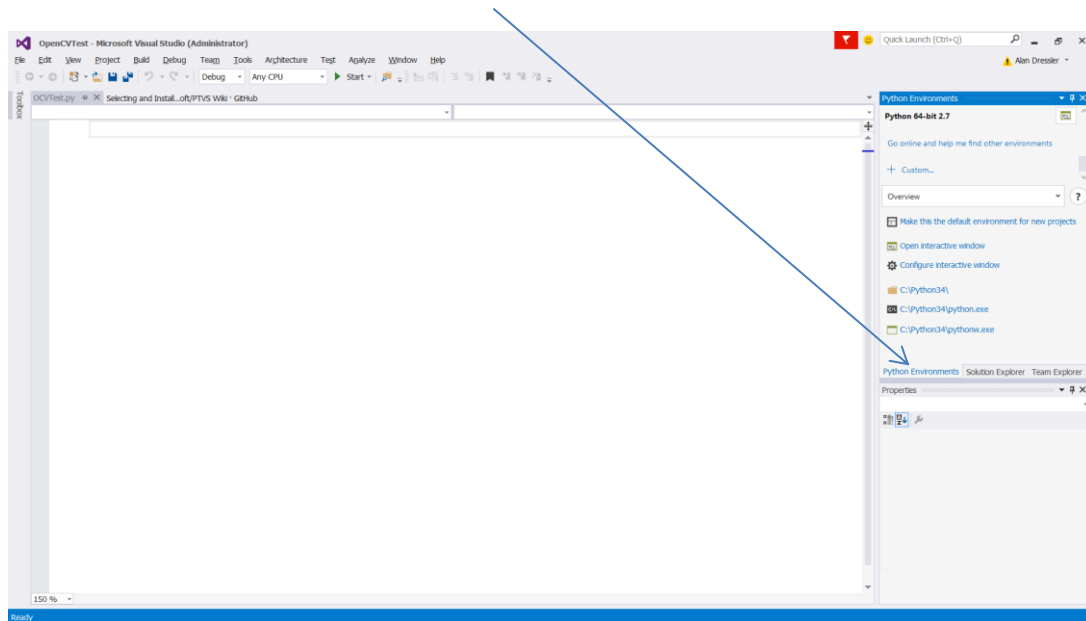 OpenCVTest - Microsoft Visual Studio (Administrator)
Quick Launch (Ctrl+Q)
File Edit View Project Build Debug Team Tools Architecture Test Analyze Window Help
Alan Dressler
Debug Any CPU Start
Toolbox
OCVTest.py Selecting and Instal...oft/PTVS Wiki · GitHub
Python Environments
Python 64-bit 2.7
Go online and help me find other environments
+ Custom...
Overview ?
Make this the default environment for new projects
Open interactive window
Configure interactive window
C:\Python34\
C:\Python34\python.exe
C:\Python34\pythonw.exe
Python Environments Solution Explorer Team Explorer
Properties
150 %
Ready